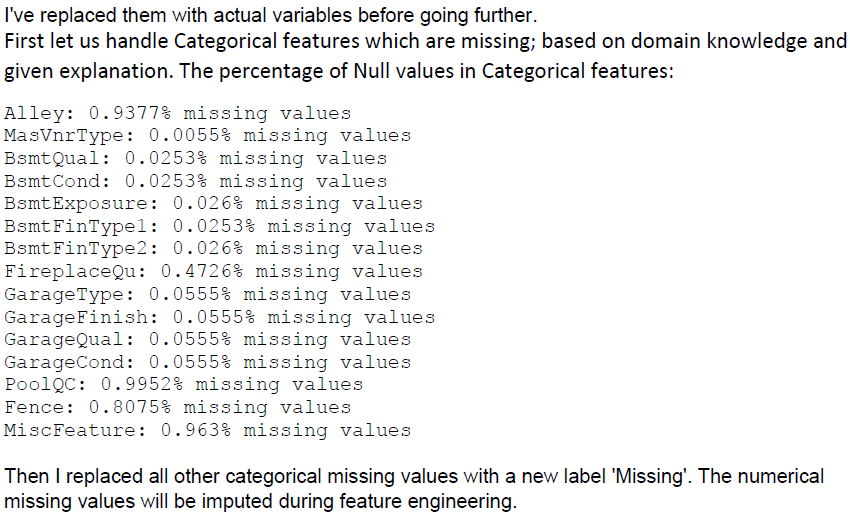 I've replaced them with actual variables before going further.
First let us handle Categorical features which are missing; based on domain knowledge and
given explanation. The percentage of Null values in Categorical features:
Alley: 0.9377% missing values
MasVnrType: 0.0055% missing values
BsmtQual: 0.0253% missing values
BsmtCond: 0.0253% missing values
BsmtExposure: 0.026% missing values
BsmtFinType1: 0.0253% missing values
BsmtFinType2: 0.026% missing values
FireplaceQu: 0.4726% missing values
GarageType: 0.0555% missing values
GarageFinish: 0.0555% missing values
GarageQual: 0.0555% missing values
GarageCond: 0.0555% missing values
PoolQC: 0.9952% missing values
Fence: 0.8075% missing values
MiscFeature: 0.963% missing values
Then I replaced all other categorical missing values with a new label 'Missing'. The numerical
missing values will be imputed during feature engineering.